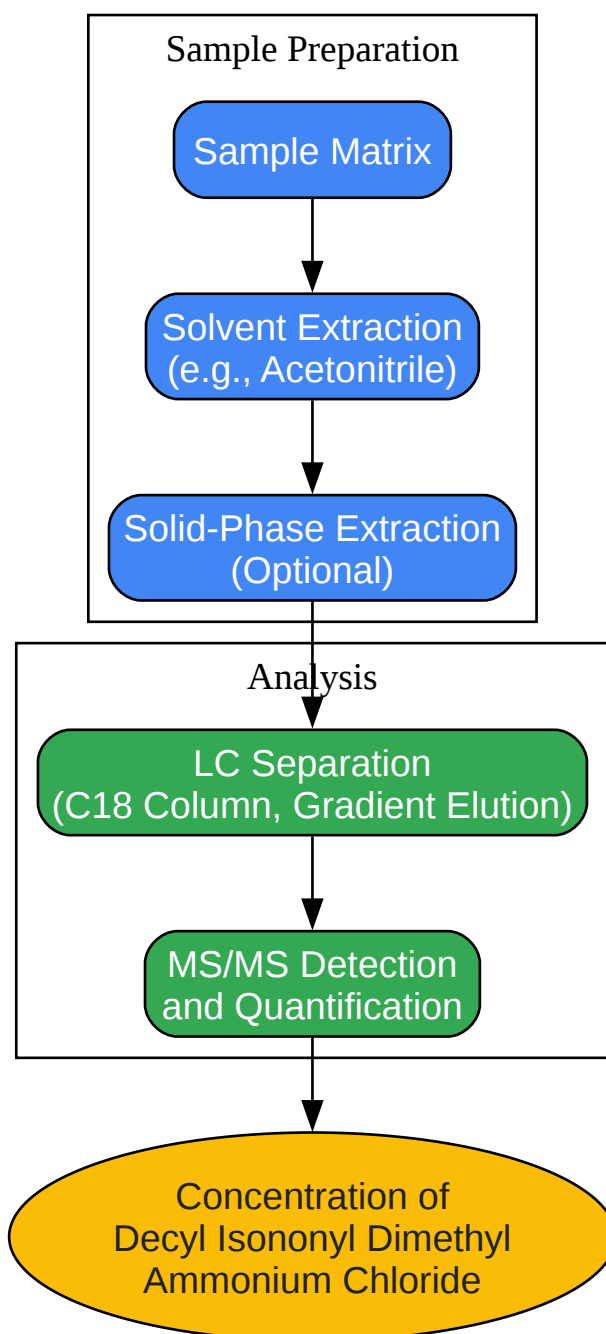 Sample Preparation
Sample Matrix
Solvent Extraction
(e.g., Acetonitrile)
Solid-Phase Extraction
(Optional)
Analysis
LC Separation
(C18 Column, Gradient Elution)
MS/MS Detection
and Quantification
Concentration of
Decyl Isononyl Dimethyl
Ammonium Chloride